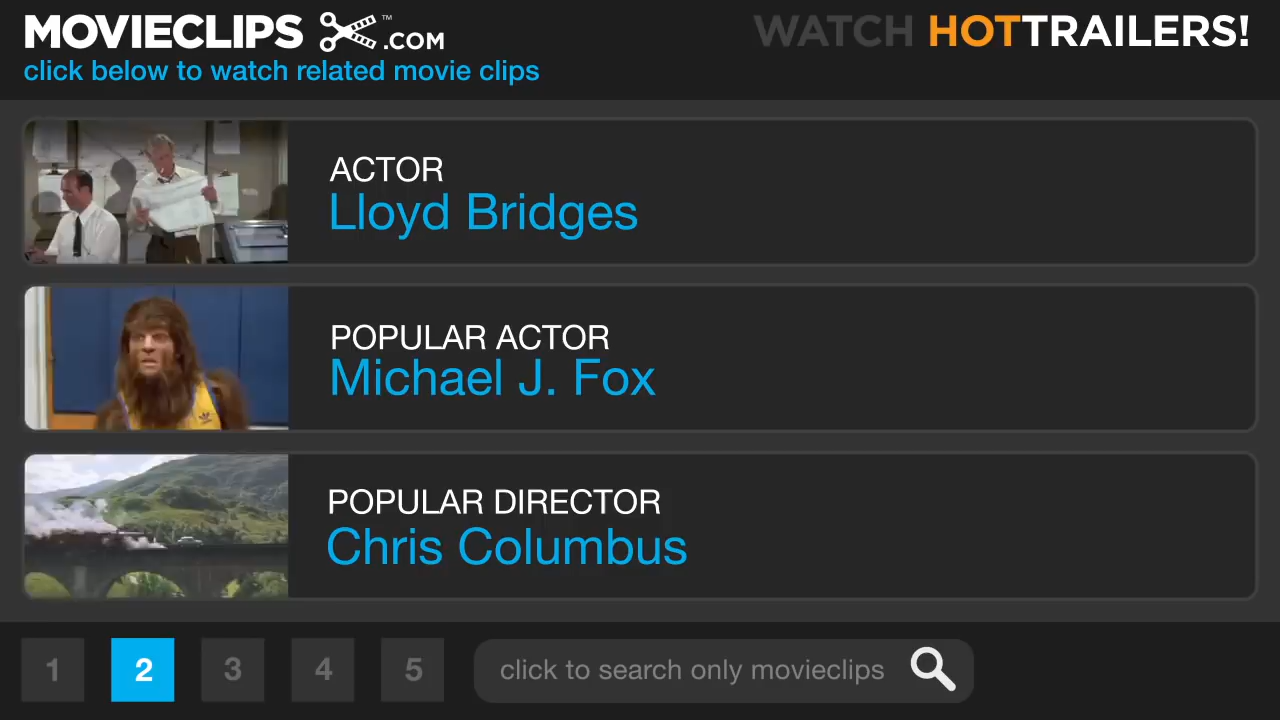 MOVIECLIPS ™ .COM
WATCH HOTTRAILERS!
click below to watch related movie clips
ACTOR
Lloyd Bridges
POPULAR ACTOR
Michael J. Fox
POPULAR DIRECTOR
Chris Columbus
1 2 3 4 5 click to search only movieclips